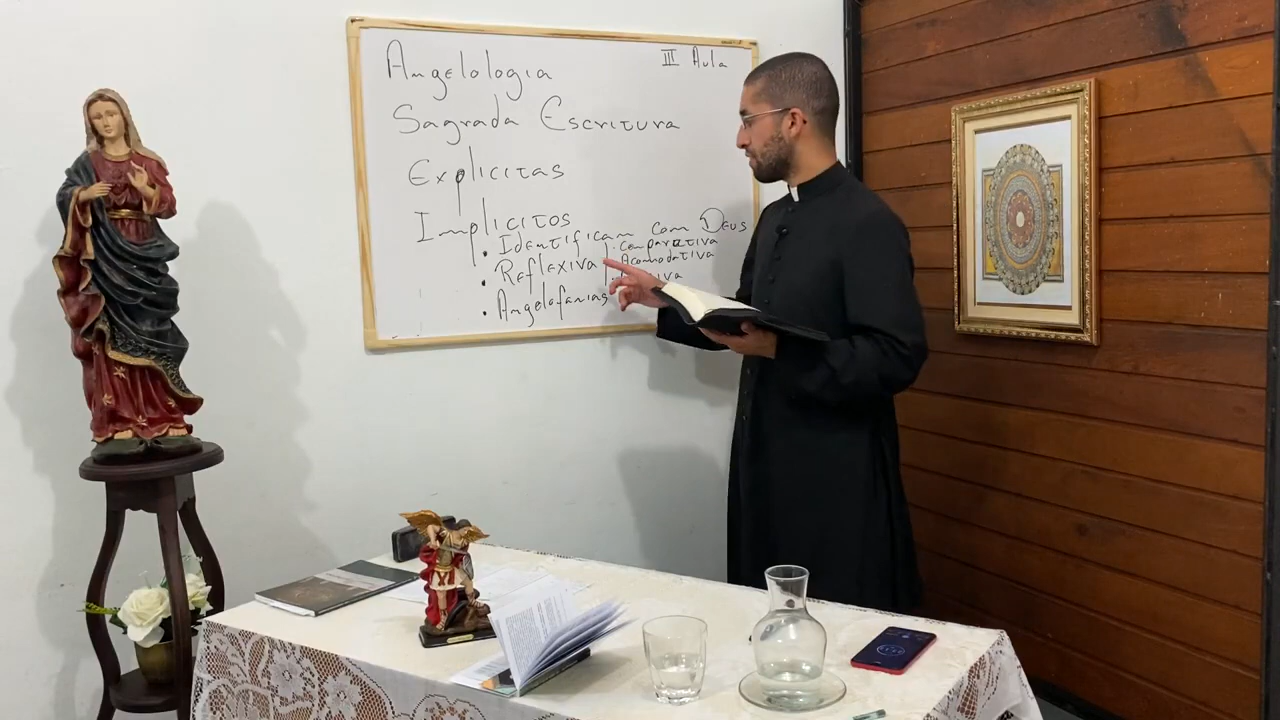 Angelologia
III Aula
Sagrada Escritura
Explicitas
Implicitos
• Identificam com Deus
• Reflexiva • Comparativa
• Acomodativa
• Angelofanias